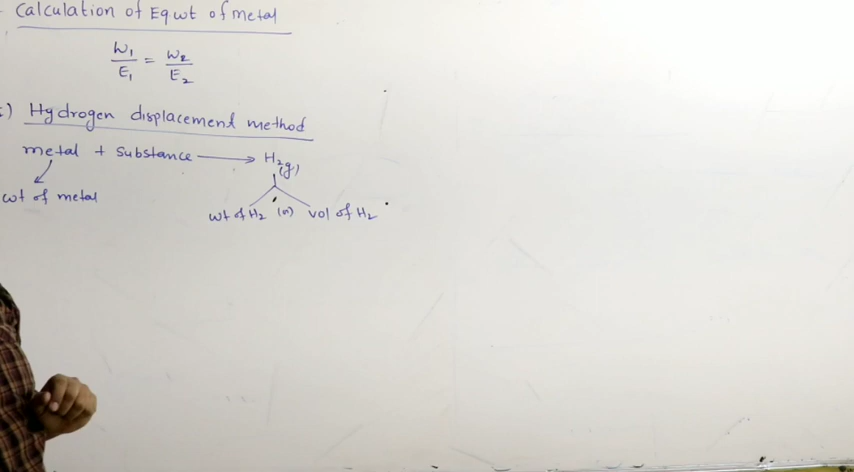 Calculation of Eq.wt of metal
W₁/E₁ = W₂/E₂
) Hydrogen displacement method
metal + Substance ⟶ H₂(g)
wt of metal
wt of H₂ (or) vol of H₂